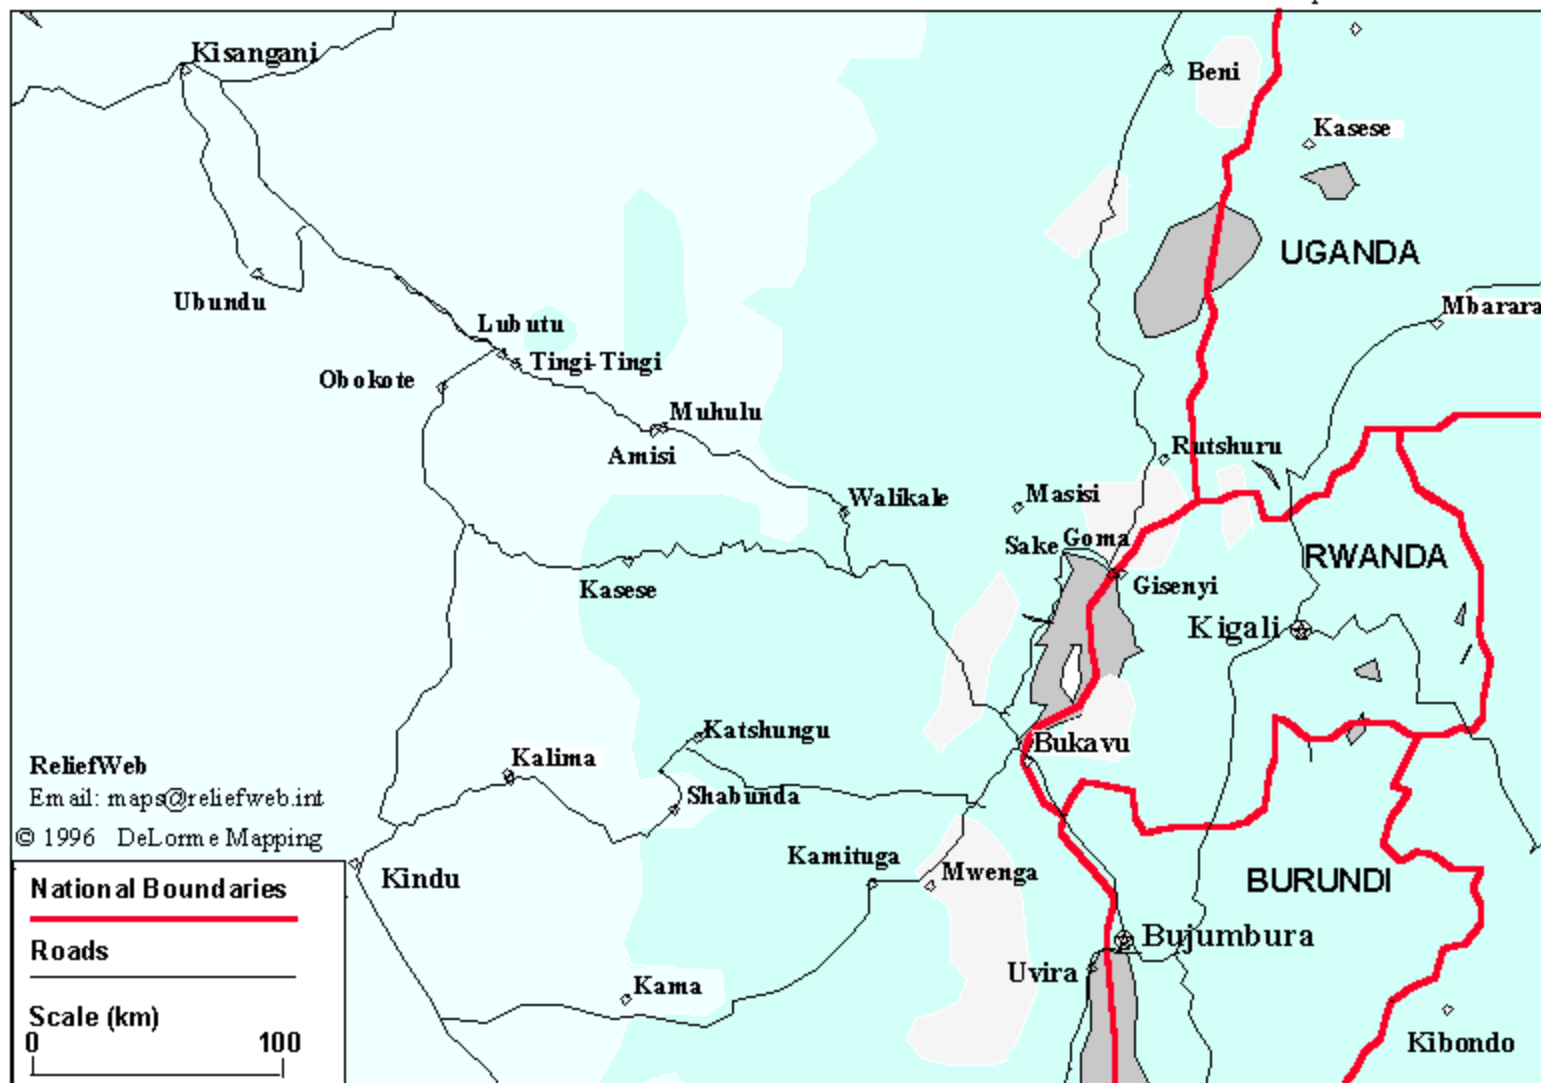 Kisangani
Beni
Kasese
UGANDA
Ubundu
Mbarara
Lubutu
Tingi-Tingi
Obokote
Muhulu
Amisi
Rutshuru
Walikale
Masisi
Sake
Goma
RWANDA
Kasese
Gisenyi
Kigali
Katshungu
Bukavu
Kalima
ReliefWeb
Email: maps@reliefweb.int
© 1996 DeLorme Mapping
Shabunda
Kamituga
Mwenga
Kindu
BURUNDI
National Boundaries
Roads
Bujumbura
Uvira
Kama
Scale (km)
0 100
Kibondo